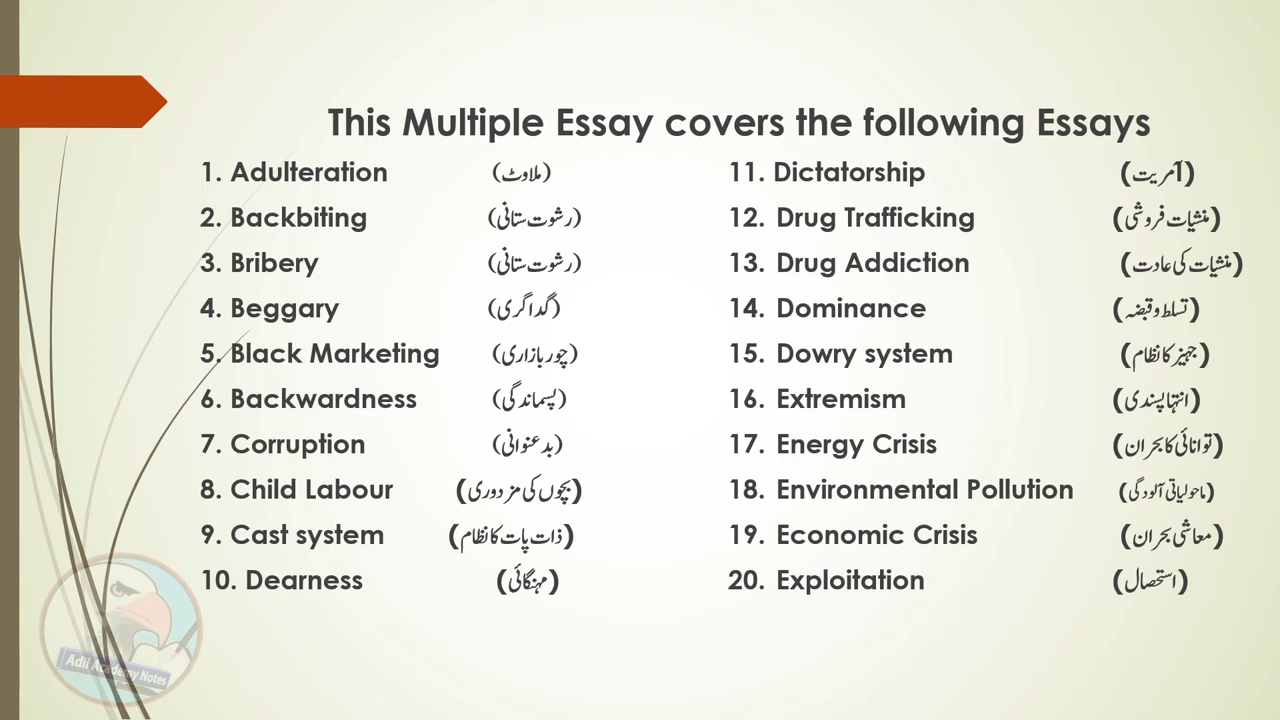 This Multiple Essay covers the following Essays
1. Adulteration (ملاوٹ)
2. Backbiting (رشوت ستانی)
3. Bribery (رشوت ستانی)
4. Beggary (گداگری)
5. Black Marketing (چور بازاری)
6. Backwardness (پسماندگی)
7. Corruption (بدعنوانی)
8. Child Labour (بچوں کی مزدوری)
9. Cast system (ذات پات کا نظام)
10. Dearness (مہنگائی)
11. Dictatorship (آمریت)
12. Drug Trafficking (منشیات فروشی)
13. Drug Addiction (منشیات کی عادت)
14. Dominance (تسلط و قبضہ)
15. Dowry system (جہیز کا نظام)
16. Extremism (انتہا پسندی)
17. Energy Crisis (توانائی کا بحران)
18. Environmental Pollution (ماحولیاتی آلودگی)
19. Economic Crisis (معاشی بحران)
20. Exploitation (استحصال)
Adil Academy Notes